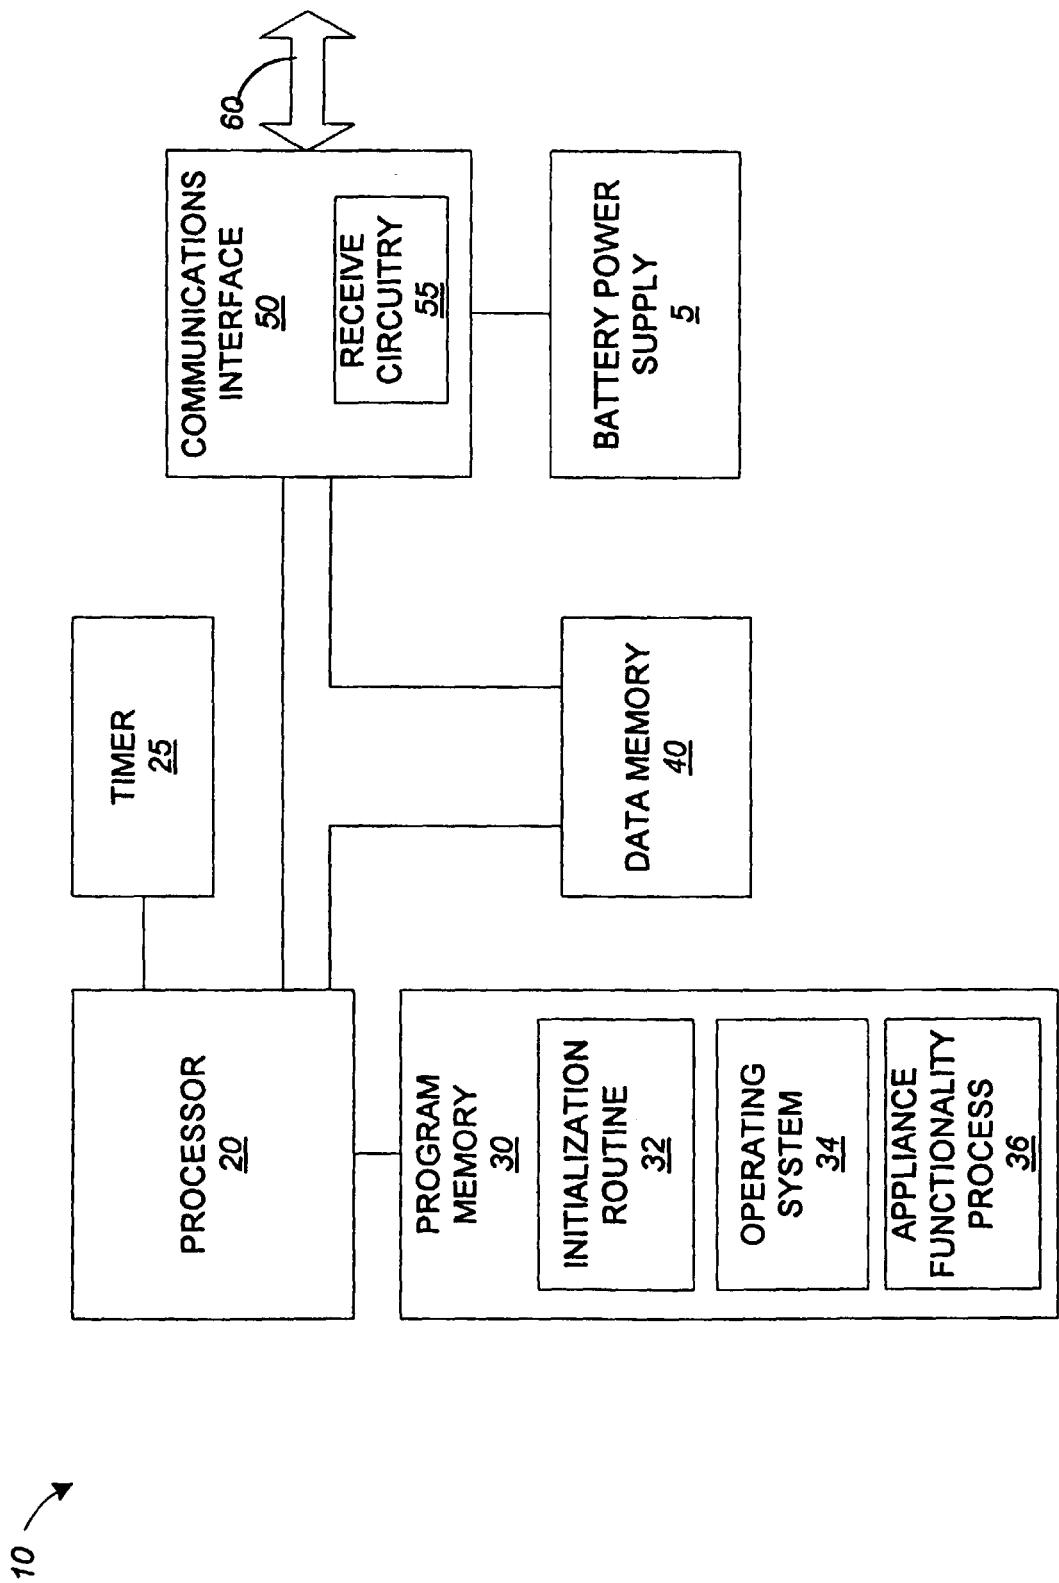 10
PROCESSOR
20
TIMER
25
COMMUNICATIONS
INTERFACE
50
RECEIVE
CIRCUITRY
55
60
PROGRAM
MEMORY
30
INITIALIZATION
ROUTINE
32
OPERATING
SYSTEM
34
APPLIANCE
FUNCTIONALITY
PROCESS
36
DATA MEMORY
40
BATTERY POWER
SUPPLY
5